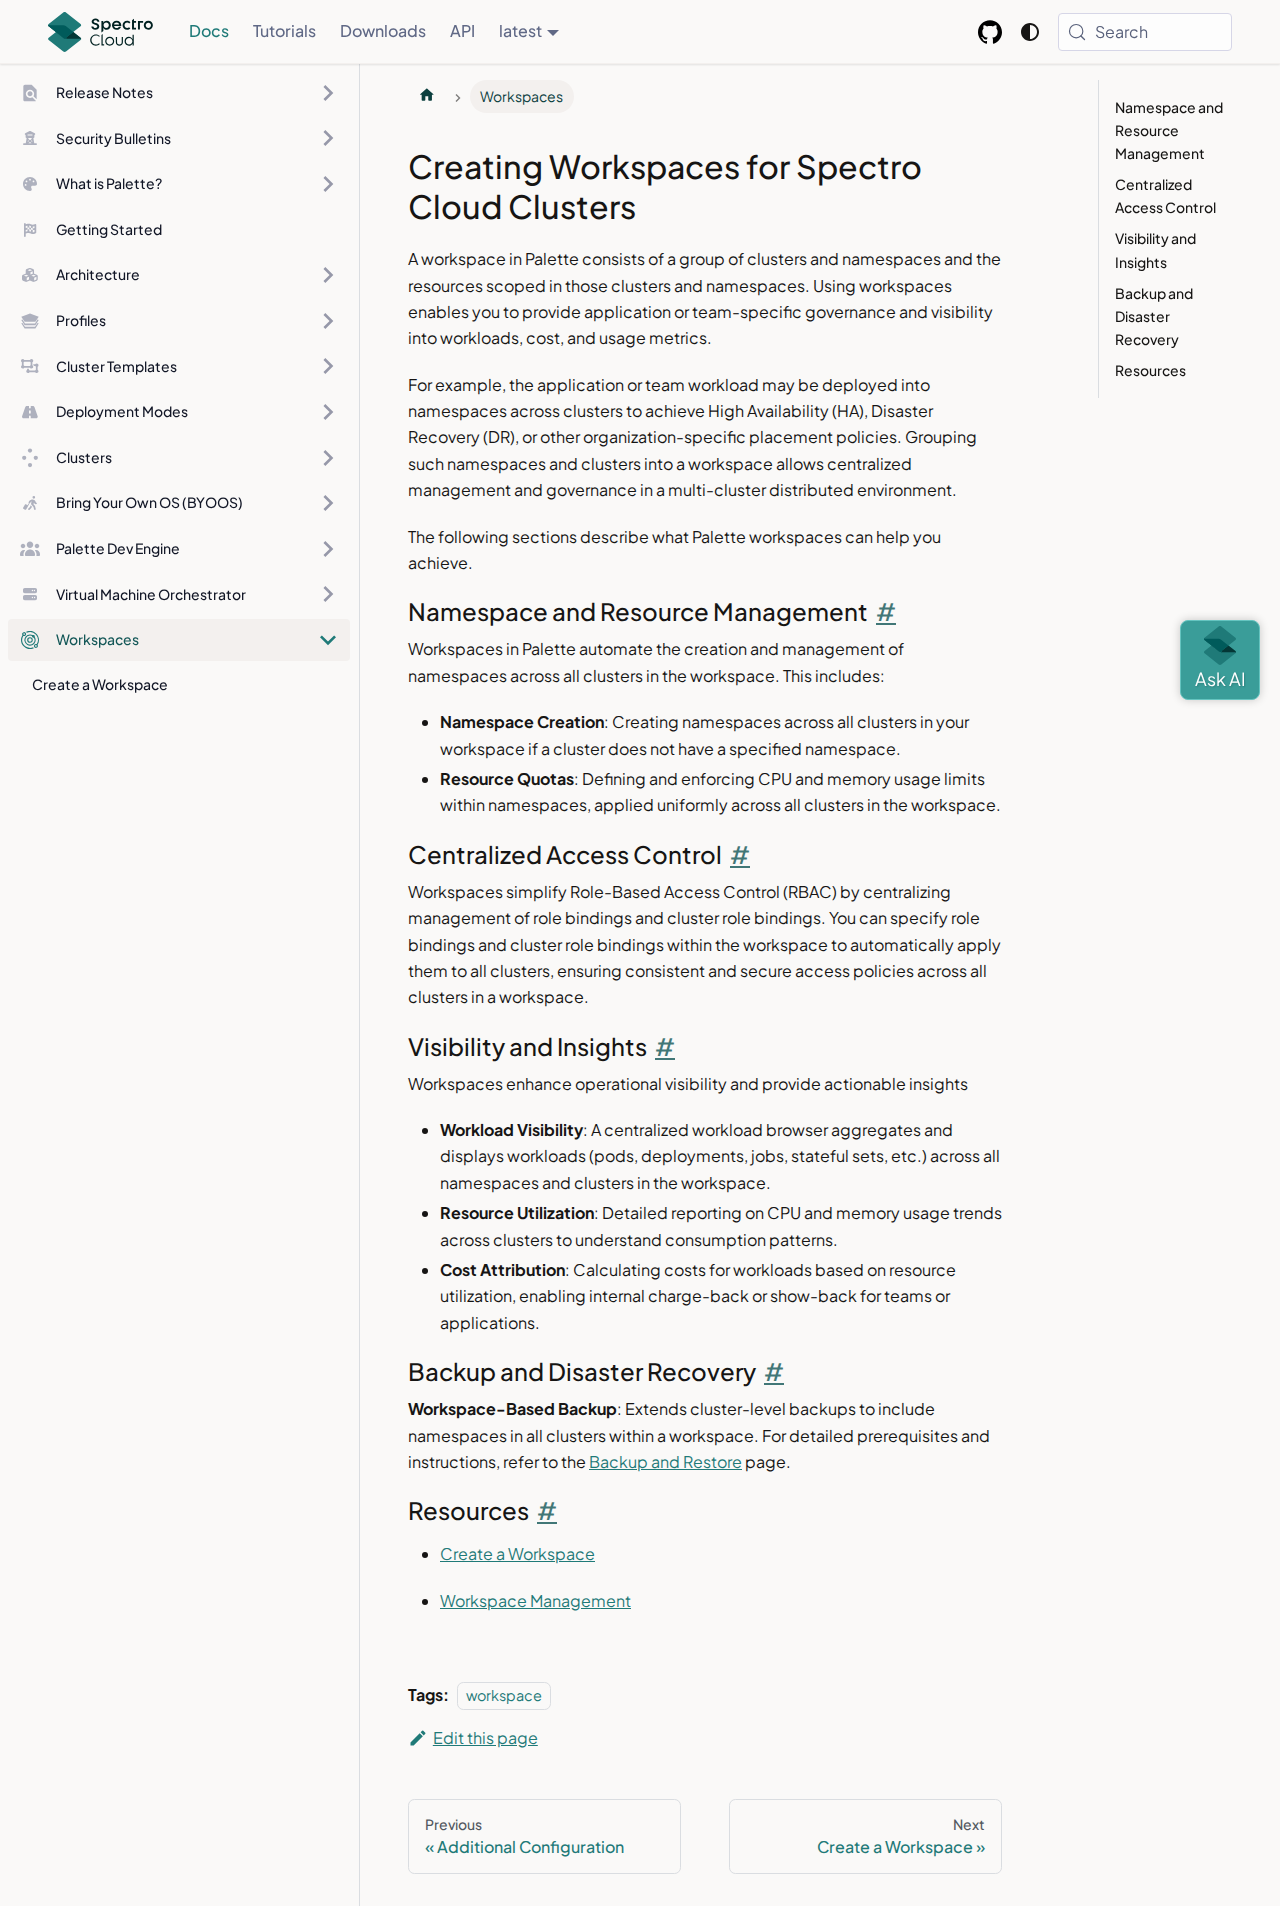 Spectro
Cloud
Docs
Tutorials
Downloads
API
latest
Search
Release Notes
Security Bulletins
What is Palette?
Getting Started
Architecture
Profiles
Cluster Templates
Deployment Modes
Clusters
Bring Your Own OS (BYOOS)
Palette Dev Engine
Virtual Machine Orchestrator
Workspaces
Create a Workspace
Workspaces
Creating Workspaces for Spectro
Cloud Clusters
A workspace in Palette consists of a group of clusters and namespaces and the
resources scoped in those clusters and namespaces. Using workspaces
enables you to provide application or team-specific governance and visibility
into workloads, cost, and usage metrics.
For example, the application or team workload may be deployed into
namespaces across clusters to achieve High Availability (HA), Disaster
Recovery (DR), or other organization-specific placement policies. Grouping
such namespaces and clusters into a workspace allows centralized
management and governance in a multi-cluster distributed environment.
The following sections describe what Palette workspaces can help you
achieve.
Namespace and Resource Management #
Workspaces in Palette automate the creation and management of
namespaces across all clusters in the workspace. This includes:
• Namespace Creation: Creating namespaces across all clusters in your
workspace if a cluster does not have a specified namespace.
• Resource Quotas: Defining and enforcing CPU and memory usage limits
within namespaces, applied uniformly across all clusters in the workspace.
Centralized Access Control #
Workspaces simplify Role-Based Access Control (RBAC) by centralizing
management of role bindings and cluster role bindings. You can specify role
bindings and cluster role bindings within the workspace to automatically apply
them to all clusters, ensuring consistent and secure access policies across all
clusters in a workspace.
Visibility and Insights #
Workspaces enhance operational visibility and provide actionable insights
• Workload Visibility: A centralized workload browser aggregates and
displays workloads (pods, deployments, jobs, stateful sets, etc.) across all
namespaces and clusters in the workspace.
• Resource Utilization: Detailed reporting on CPU and memory usage trends
across clusters to understand consumption patterns.
• Cost Attribution: Calculating costs for workloads based on resource
utilization, enabling internal charge-back or show-back for teams or
applications.
Backup and Disaster Recovery #
Workspace-Based Backup: Extends cluster-level backups to include
namespaces in all clusters within a workspace. For detailed prerequisites and
instructions, refer to the Backup and Restore page.
Resources #
• Create a Workspace
• Workspace Management
Tags: workspace
Edit this page
Previous
« Additional Configuration
Next
Create a Workspace »
Namespace and
Resource
Management
Centralized
Access Control
Visibility and
Insights
Backup and
Disaster
Recovery
Resources
Ask AI